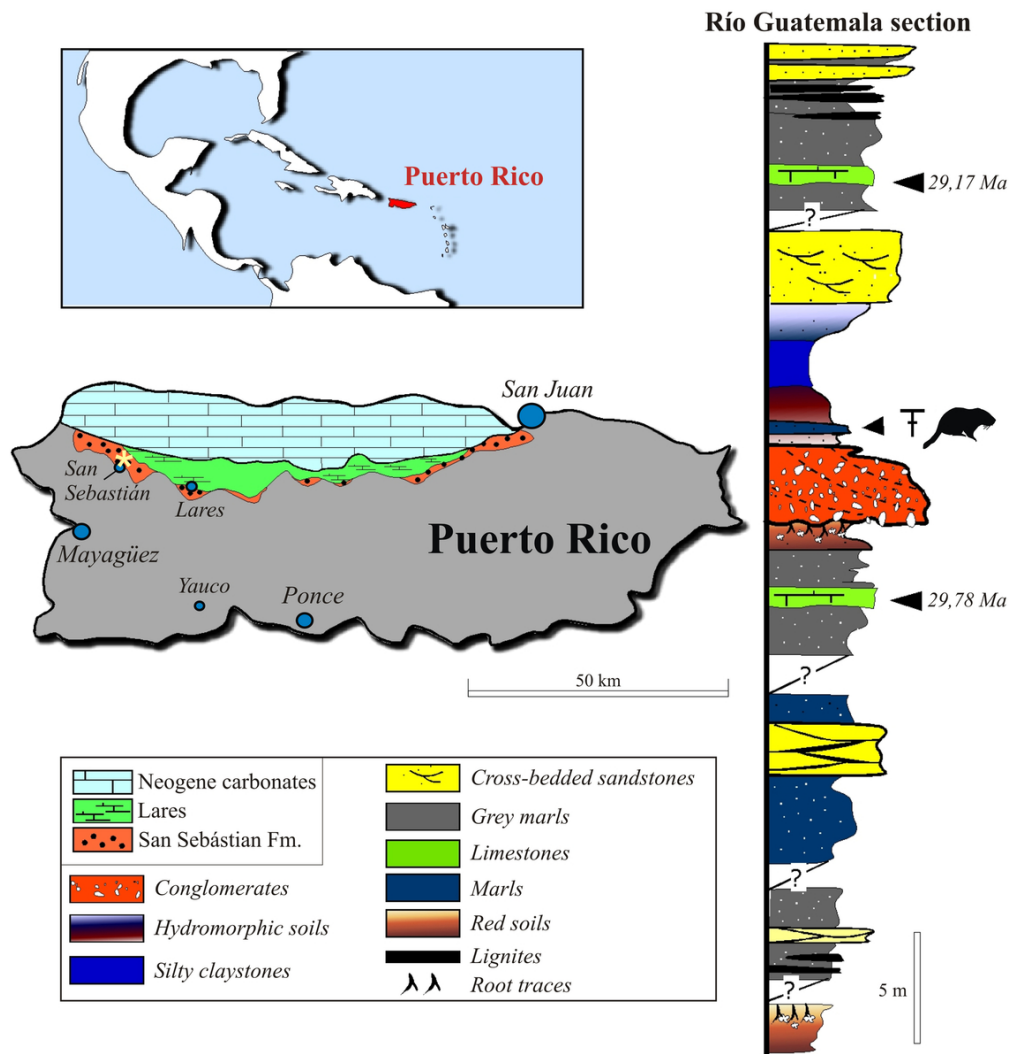 Río Guatemala section
Puerto Rico
29,17 Ma
?
San Juan
San
Sebastián
Lares
Mayagüez
Puerto Rico
Yauco
Ponce
29,78 Ma
50 km
?
?
?
5 m
Neogene carbonates
Lares
San Sebástian Fm.
Conglomerates
Hydromorphic soils
Silty claystones
Cross-bedded sandstones
Grey marls
Limestones
Marls
Red soils
Lignites
Root traces